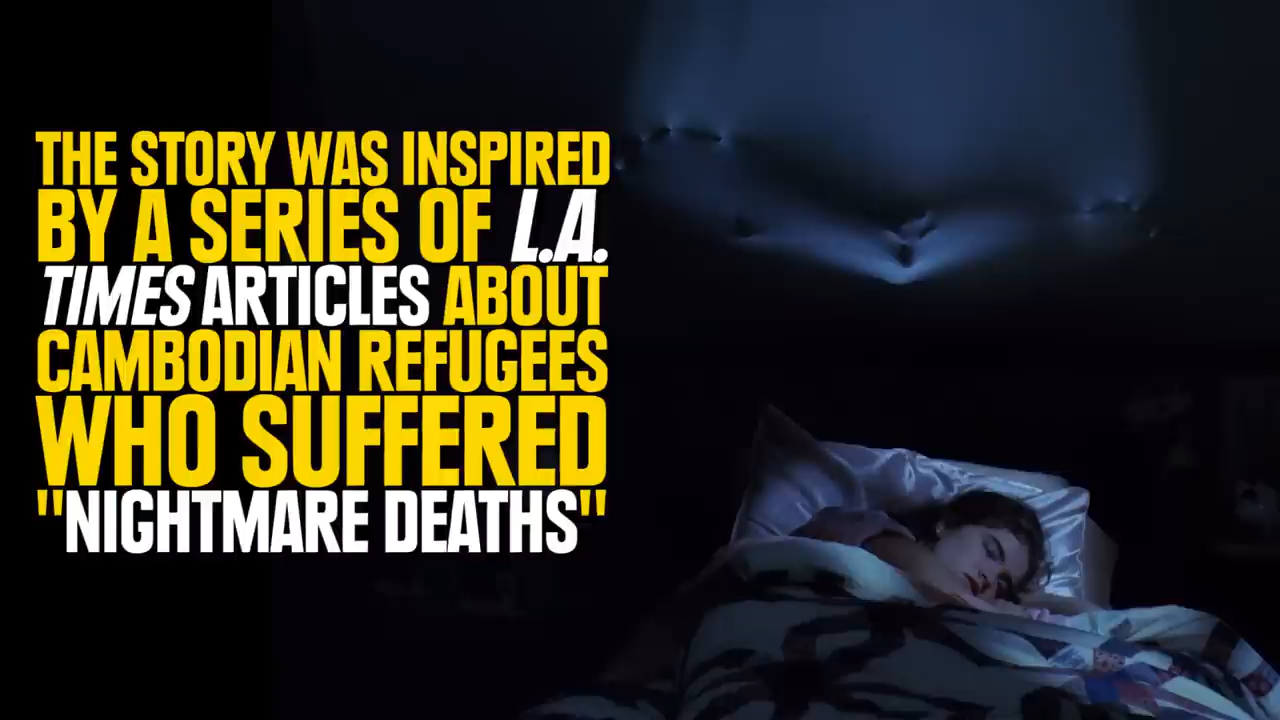 THE STORY WAS INSPIRED
BY A SERIES OF L.A.
TIMES ARTICLES ABOUT
CAMBODIAN REFUGEES
WHO SUFFERED
"NIGHTMARE DEATHS"